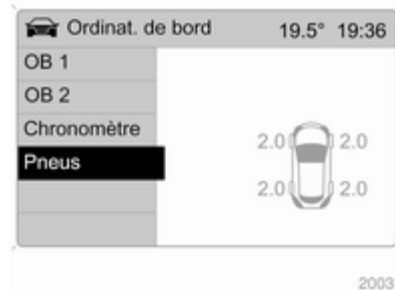 Ordinat. de bord 19.5° 19:36
OB 1
OB 2
Chronomètre
Pneus
2.0 2.0
2.0 2.0
2003